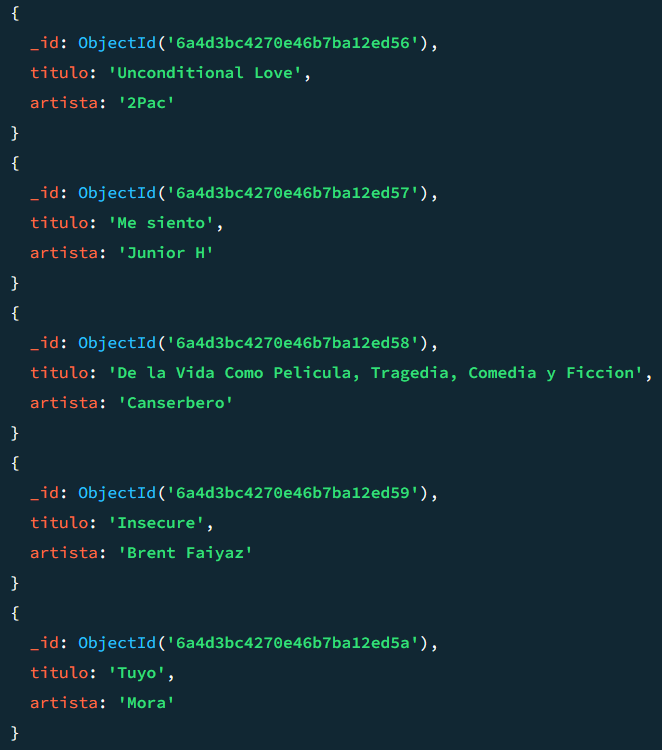 {
_id: ObjectId('6a4d3bc4270e46b7ba12ed56'),
titulo: 'Unconditional Love',
artista: '2Pac'
}
{
_id: ObjectId('6a4d3bc4270e46b7ba12ed57'),
titulo: 'Me siento',
artista: 'Junior H'
}
{
_id: ObjectId('6a4d3bc4270e46b7ba12ed58'),
titulo: 'De la Vida Como Pelicula, Tragedia, Comedia y Ficcion',
artista: 'Canserbero'
}
{
_id: ObjectId('6a4d3bc4270e46b7ba12ed59'),
titulo: 'Insecure',
artista: 'Brent Faiyaz'
}
{
_id: ObjectId('6a4d3bc4270e46b7ba12ed5a'),
titulo: 'Tuyo',
artista: 'Mora'
}